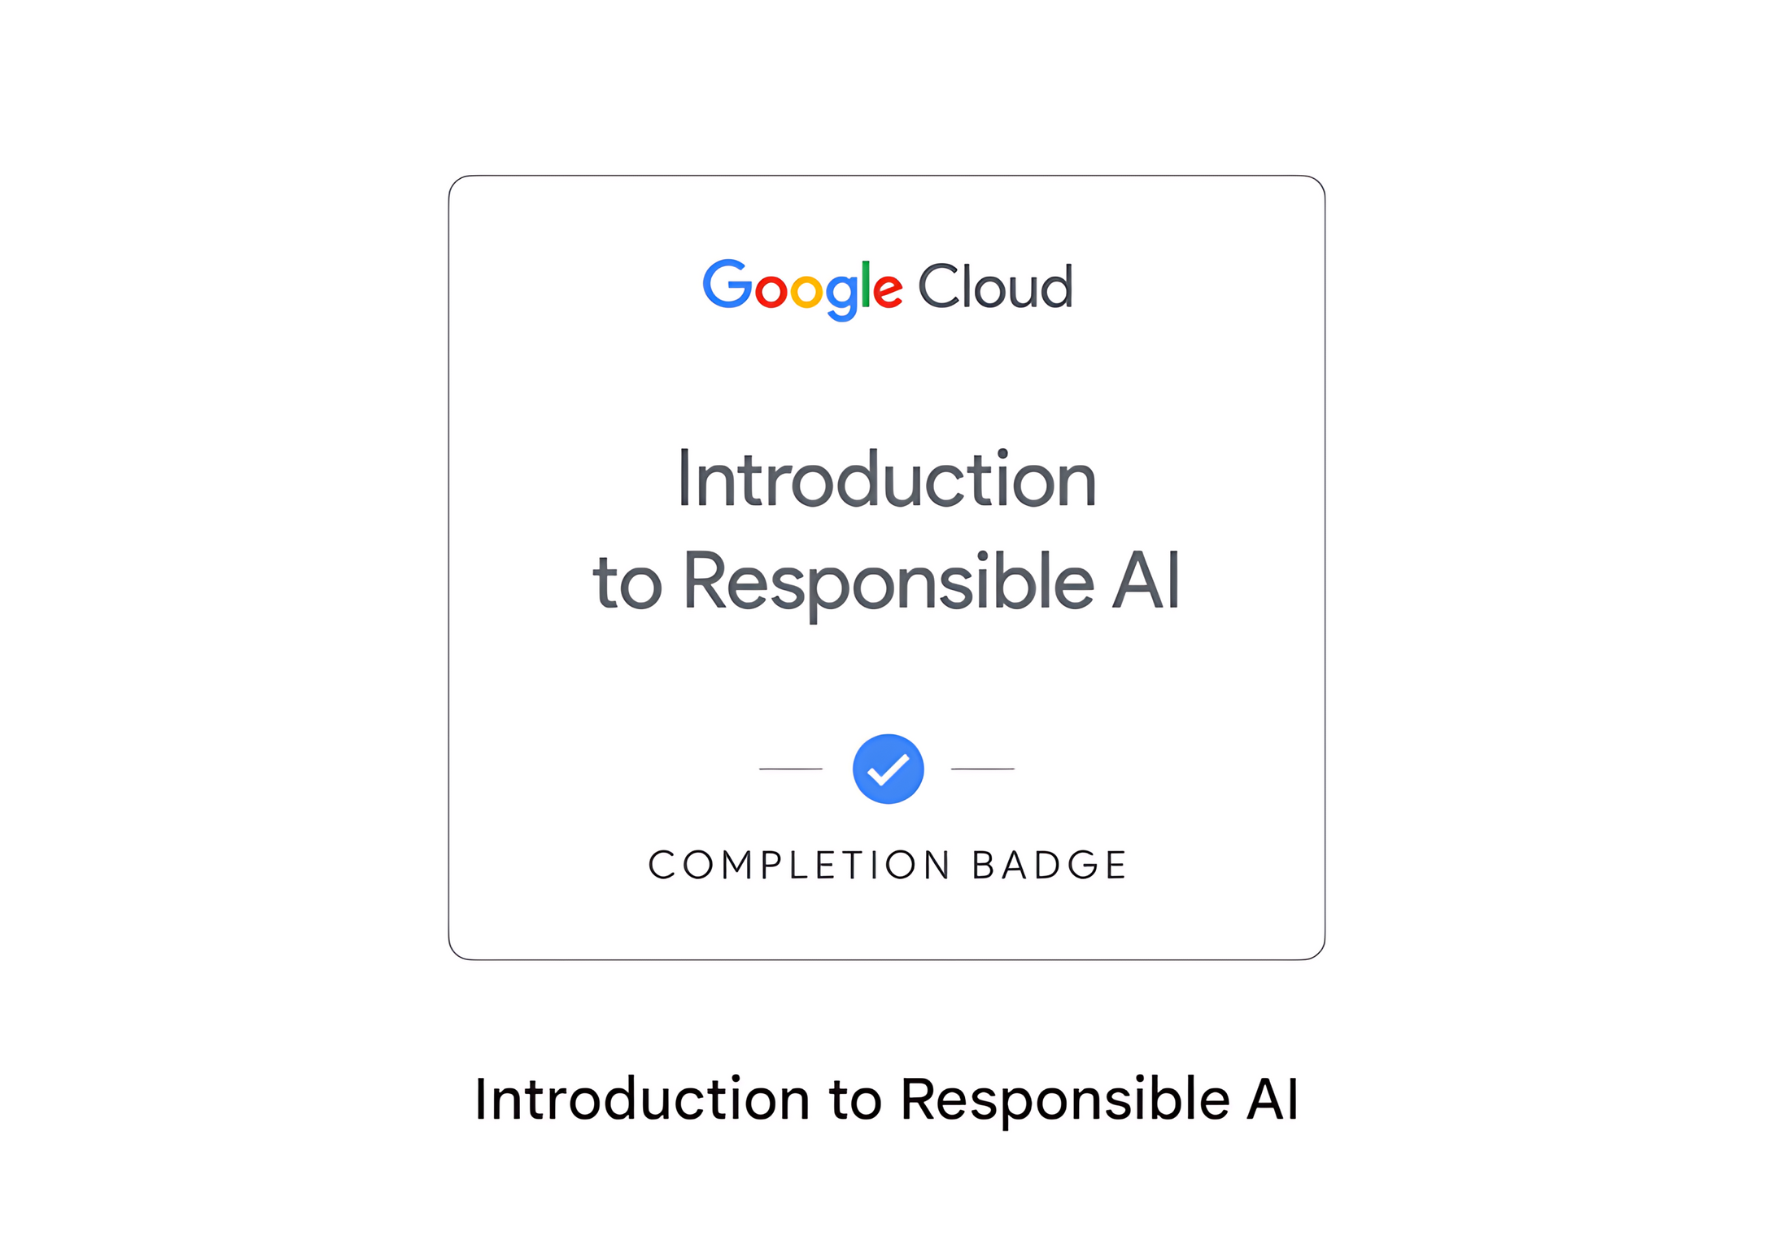 Google Cloud
Introduction
to Responsible AI
COMPLETION BADGE
Introduction to Responsible AI